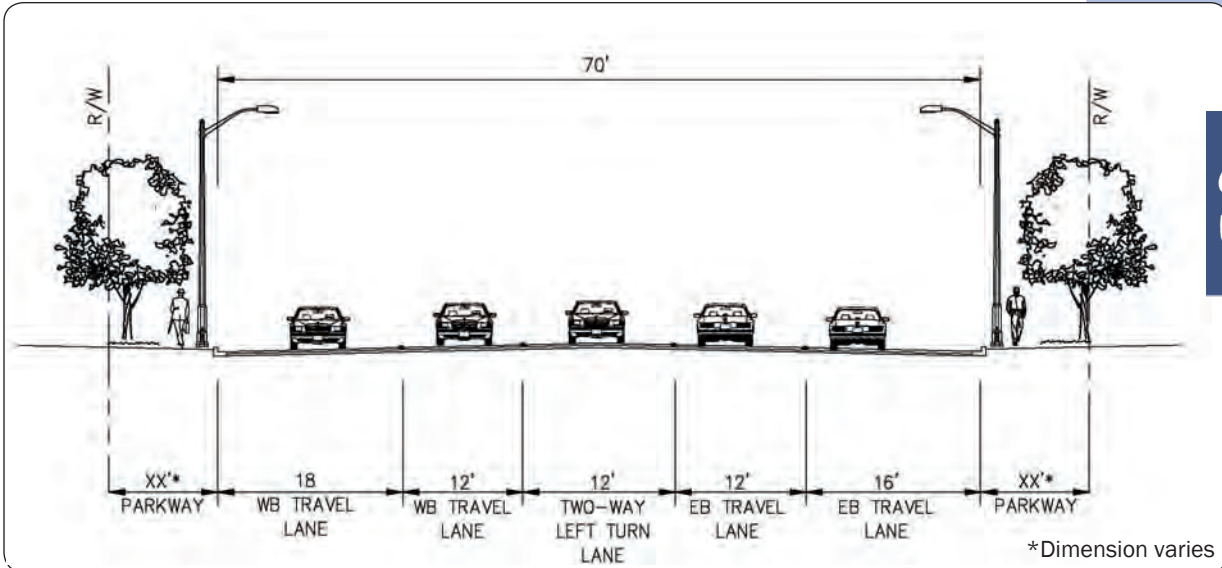 70'
R/W
R/W
XX'*
PARKWAY
18
WB TRAVEL
LANE
12'
WB TRAVEL
LANE
12'
TWO-WAY
LEFT TURN
LANE
12'
EB TRAVEL
LANE
16'
EB TRAVEL
LANE
XX'*
PARKWAY
*Dimension varies